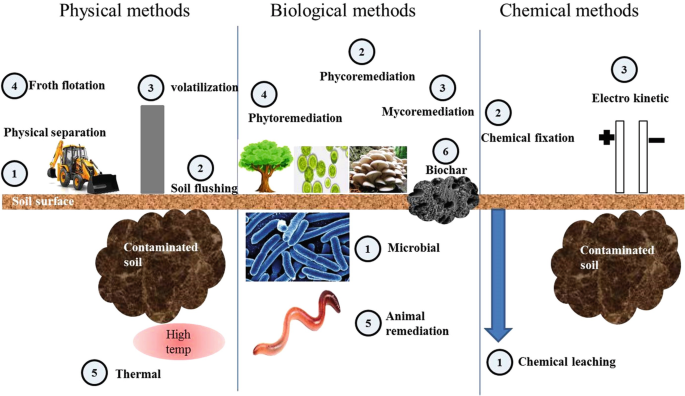 Physical methods
Biological methods
Chemical methods
4
Froth flotation
3
volatilization
Physical separation
1
2
Soil flushing
2
Phycoremediation
4
Phytoremediation
3
Mycoremediation
6
Biochar
2
Chemical fixation
3
Electro kinetic
Soil surface
Contaminated
soil
High
temp
5
Thermal
1
Microbial
5
Animal
remediation
Contaminated
soil
1
Chemical leaching